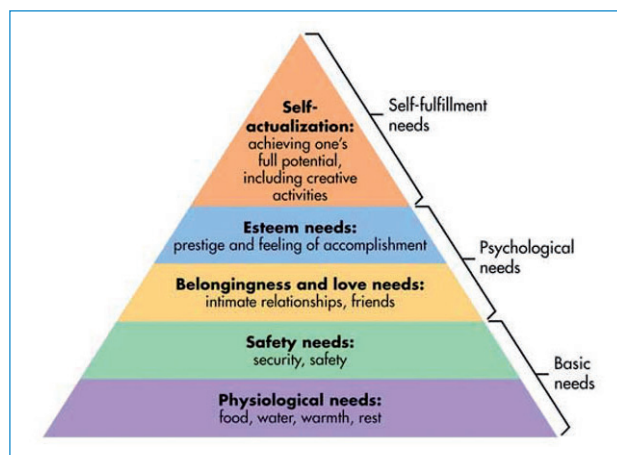 Self-
actualization:
achieving one's
full potential,
including creative
activities
Self-fulfillment
needs
Esteem needs:
prestige and feeling of accomplishment
Psychological
needs
Belongingness and love needs:
intimate relationships, friends
Safety needs:
security, safety
Basic
needs
Physiological needs:
food, water, warmth, rest